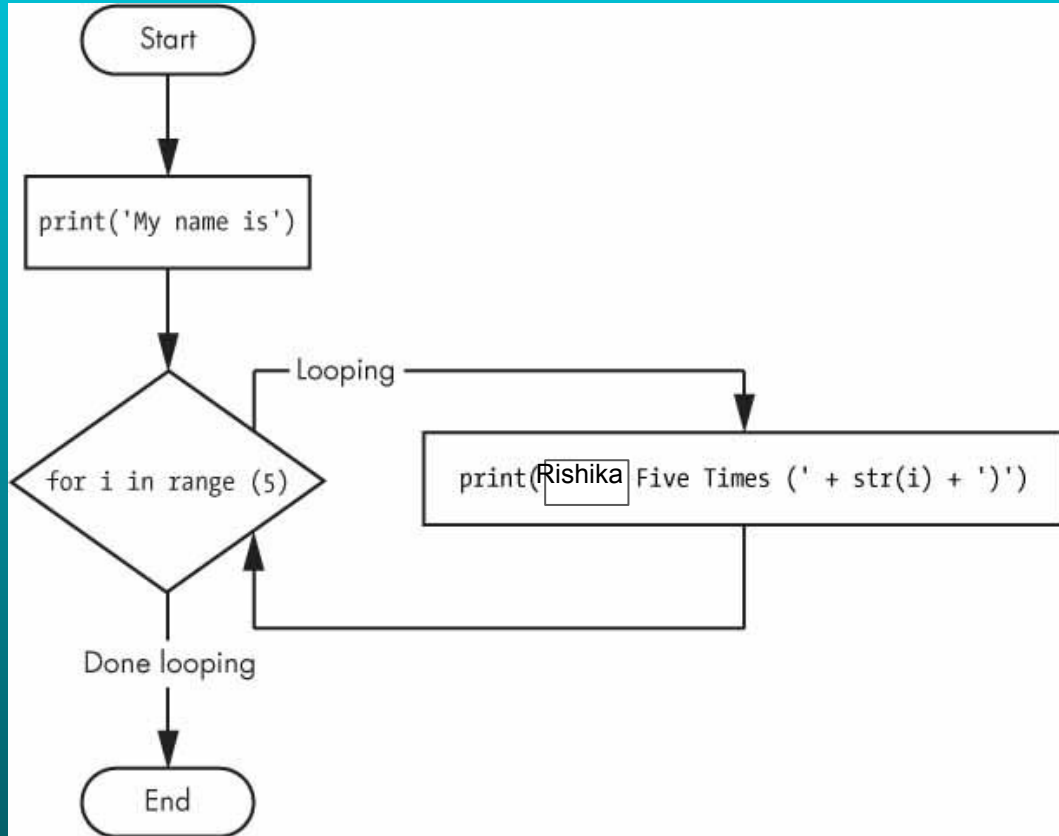 Start
print('My name is')
Looping
for i in range (5)
print(Rishika Five Times (' + str(i) + ')')
Done looping
End